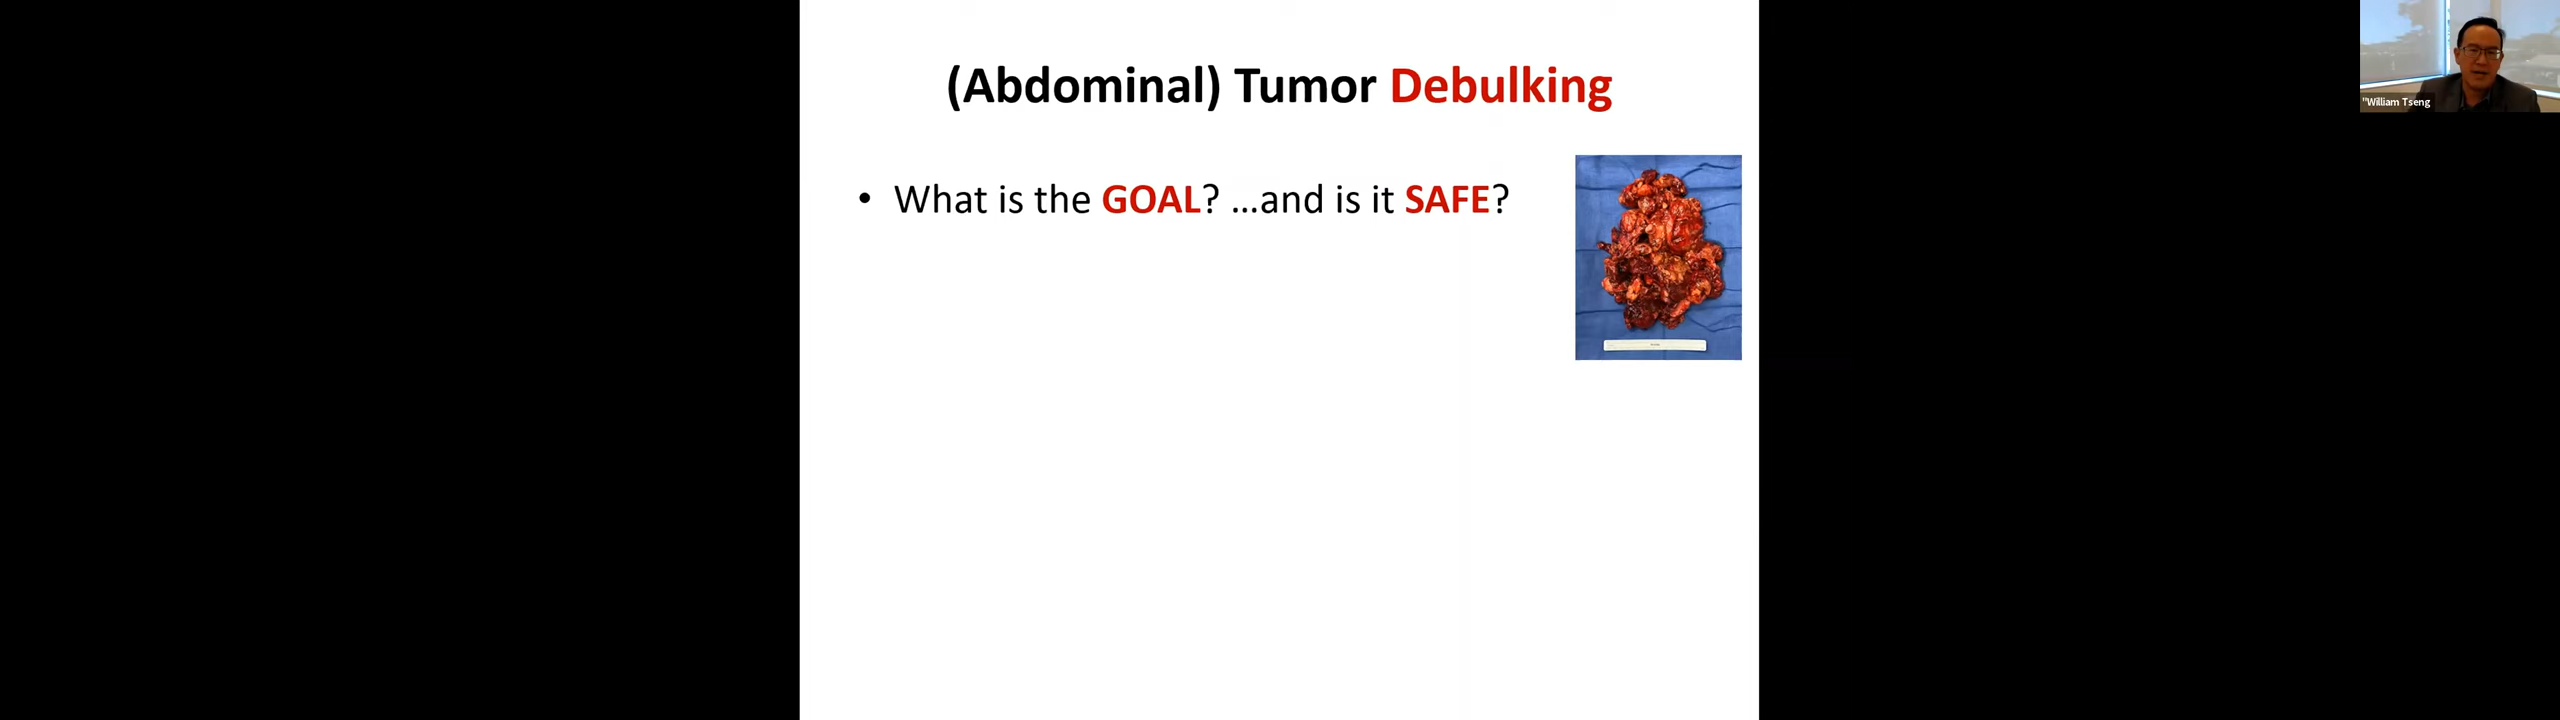 (Abdominal) Tumor Debulking
• What is the GOAL? ...and is it SAFE?
"William Tseng